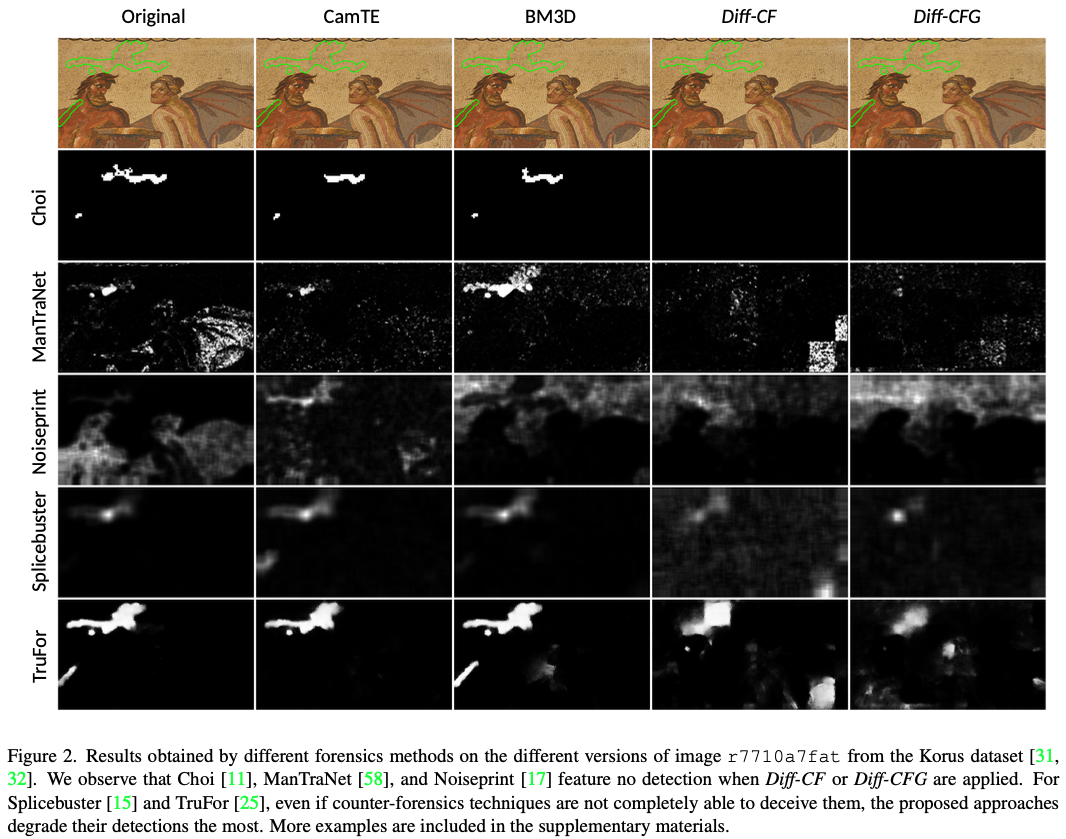 Original CamTE BM3D Diff-CF Diff-CFG
Choi
ManTraNet
Noiseprint
Splicebuster
TruFor
Figure 2. Results obtained by different forensics methods on the different versions of image r7710a7fat from the Korus dataset [31,
32]. We observe that Choi [11], ManTraNet [58], and Noiseprint [17] feature no detection when Diff-CF or Diff-CFG are applied. For
Splicebuster [15] and TruFor [25], even if counter-forensics techniques are not completely able to deceive them, the proposed approaches
degrade their detections the most. More examples are included in the supplementary materials.